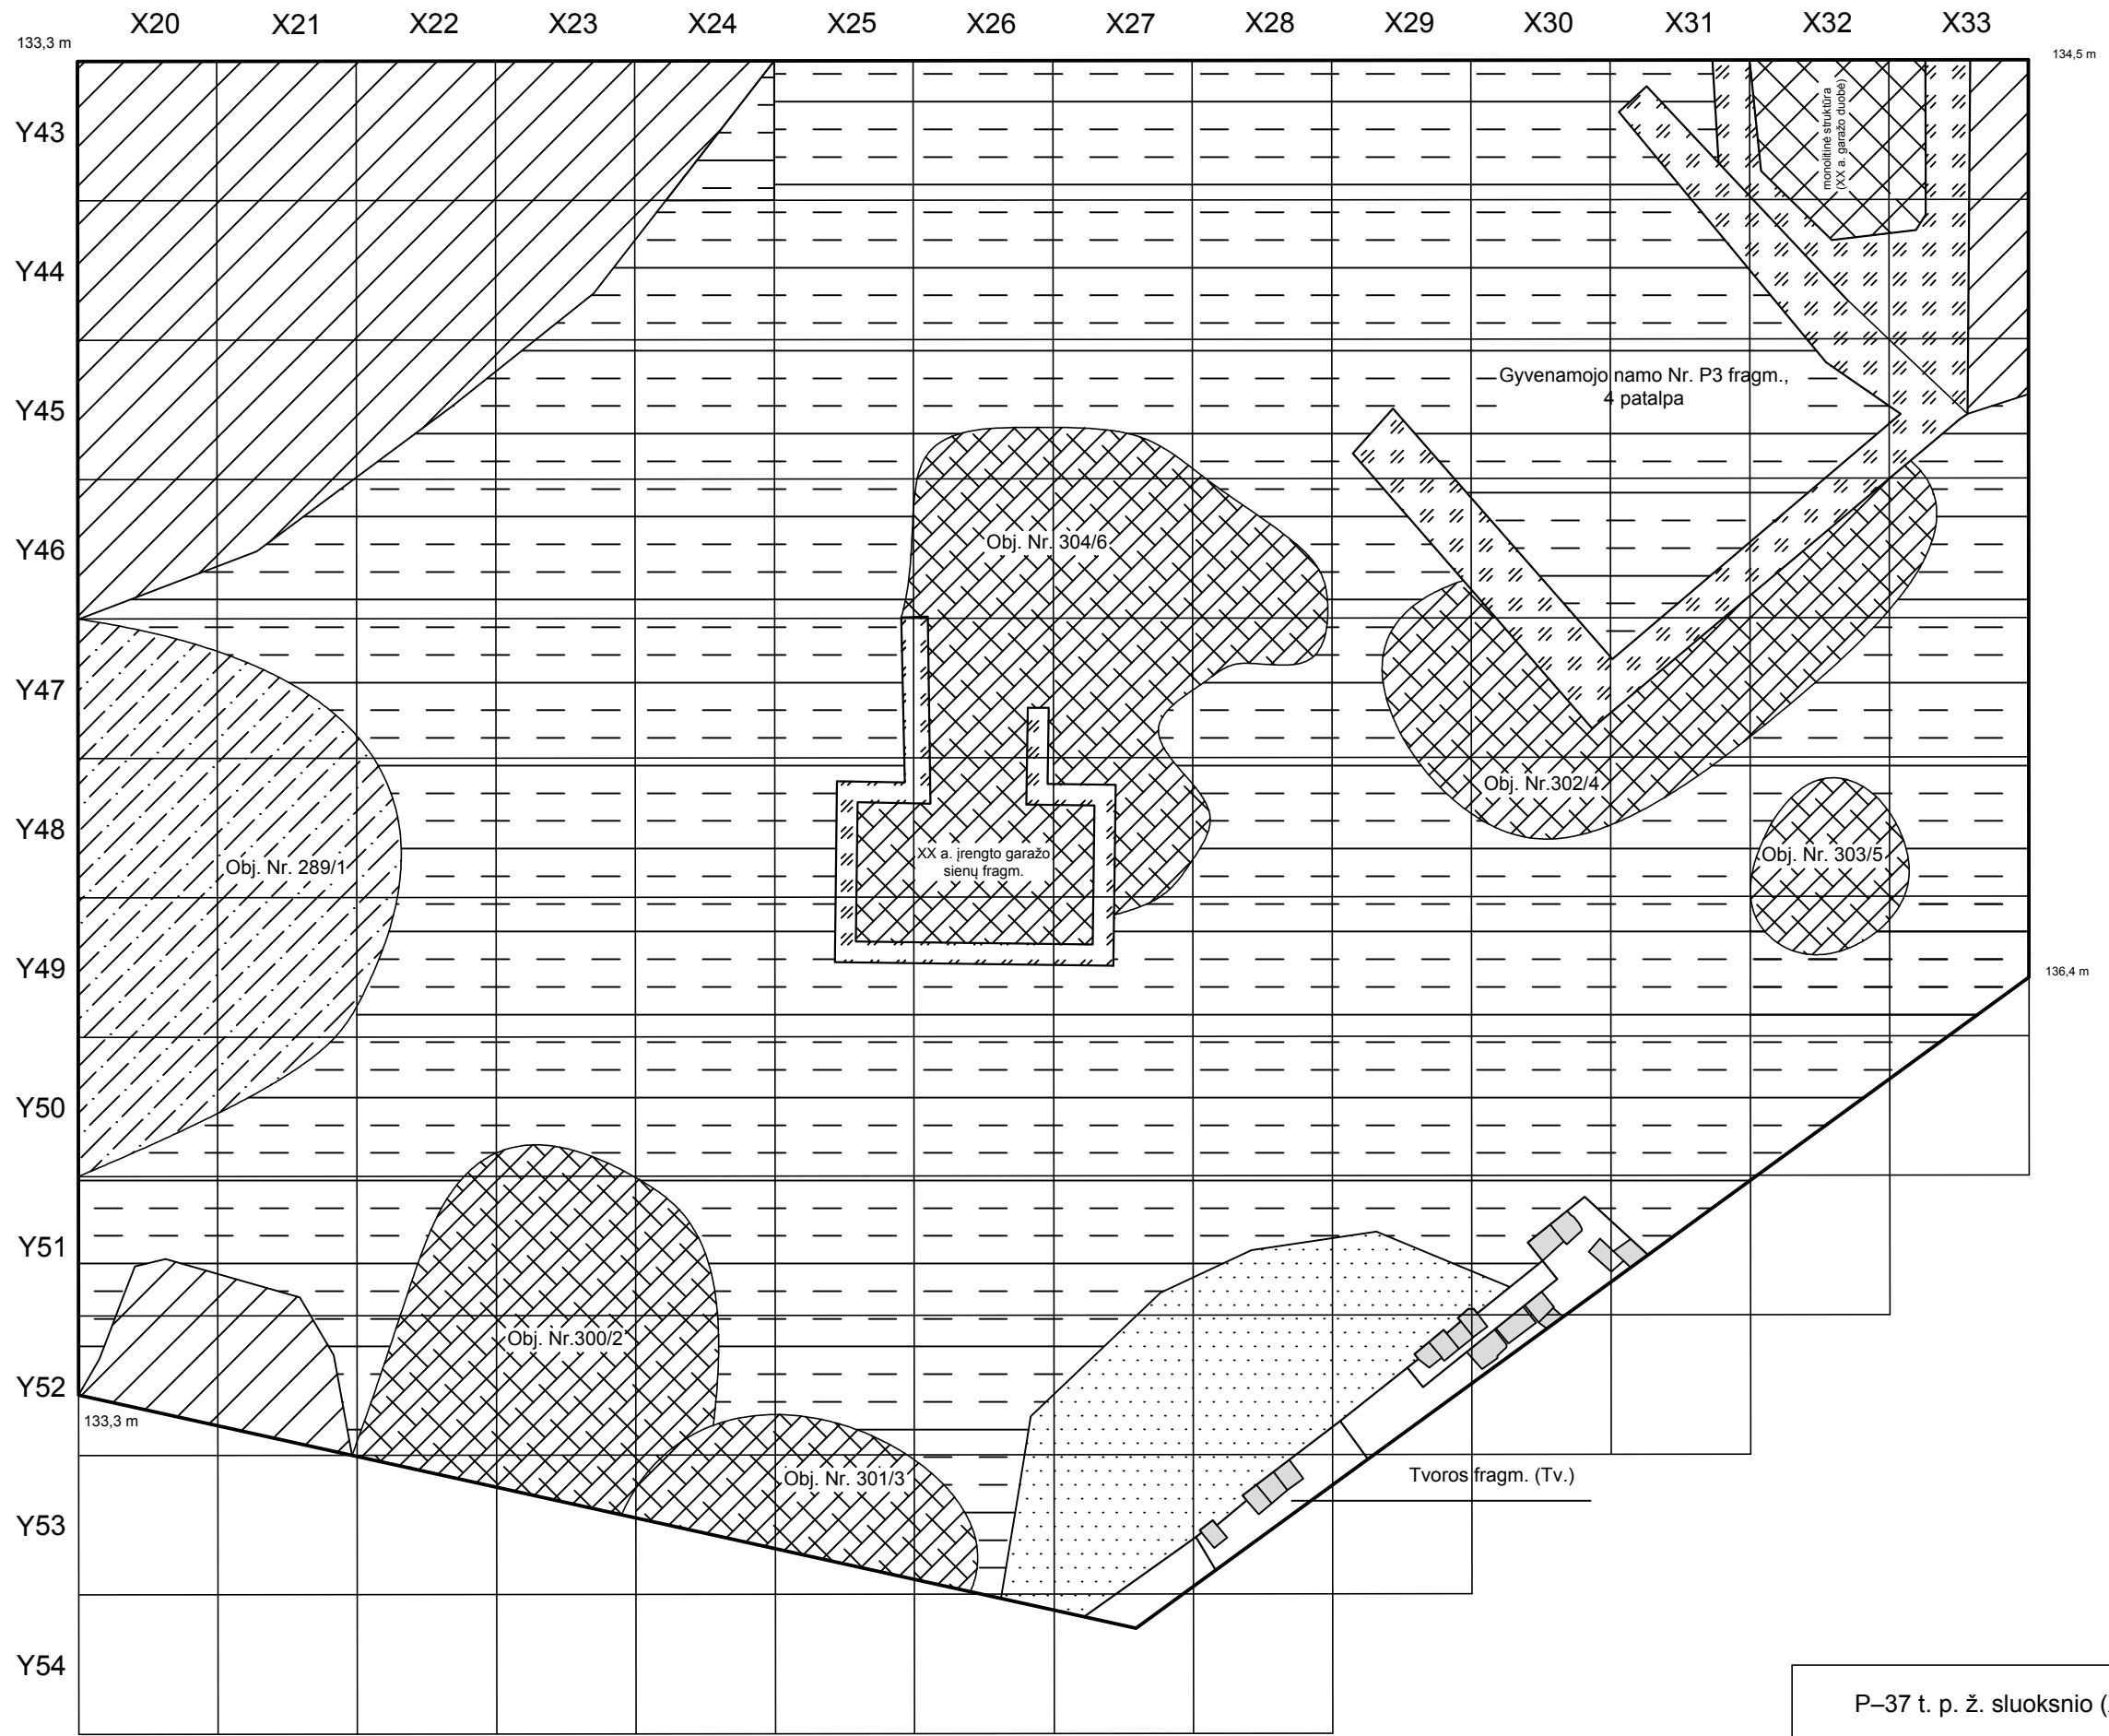 X20 X21 X22 X23 X24 X25 X26 X27 X28 X29 X30 X31 X32 X33
133,3 m
134,5 m
Y43
monolitinė struktūra
(XX a. garažo duobė)
Y44
Gyvenamojo namo Nr. P3 fragm.,
4 patalpa
Y45
Y46
Obj. Nr. 304/6
Y47
Obj. Nr.302/4
Y48
XX a. įrengto garažo
sienų fragm.
Obj. Nr. 303/5
Obj. Nr. 289/1
Y49
136,4 m
Y50
Y51
Obj. Nr.300/2
Y52
133,3 m
Obj. Nr. 301/3
Tvoros fragm. (Tv.)
Y53
Y54
P–37 t. p. ž. sluoksnio (